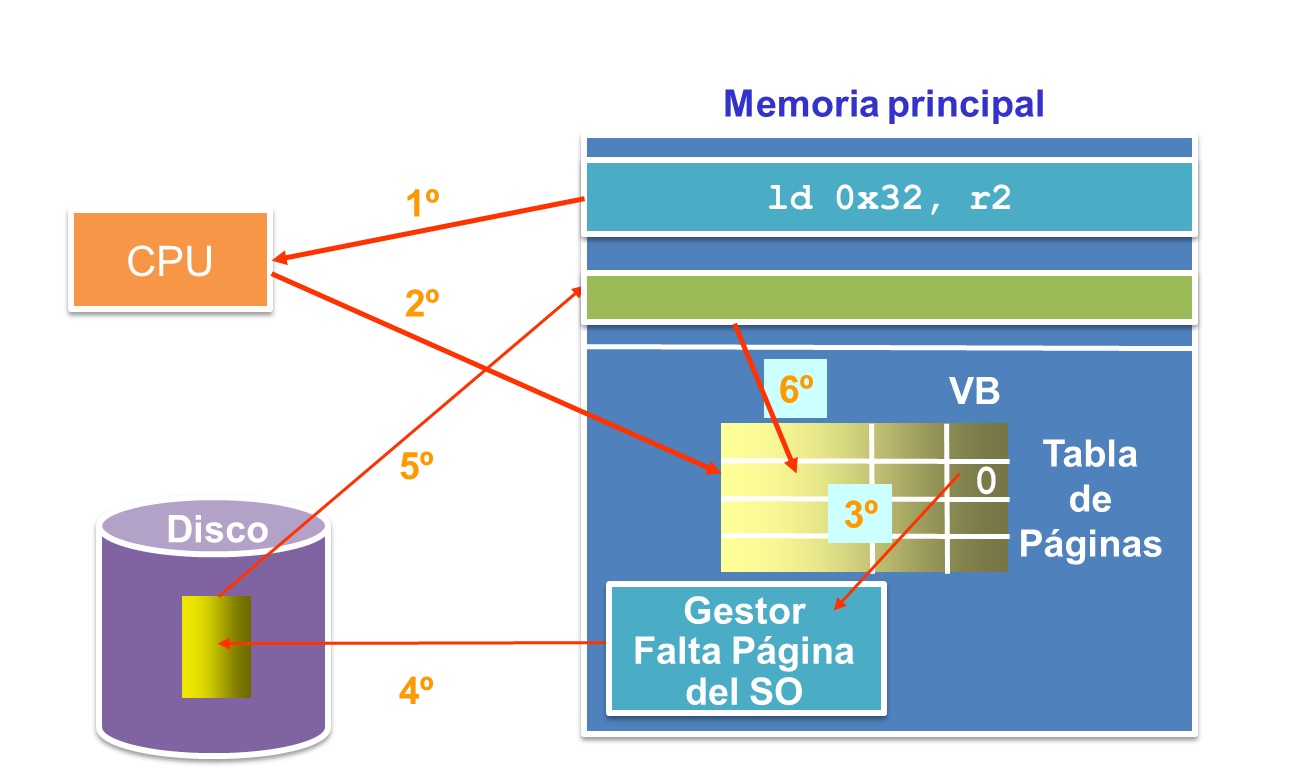 Memoria principal
ld 0x32, r2
1º
CPU
2º
6º
VB
5º
Tabla
de
Páginas
0
3º
Disco
Gestor
Falta Página
del SO
4º